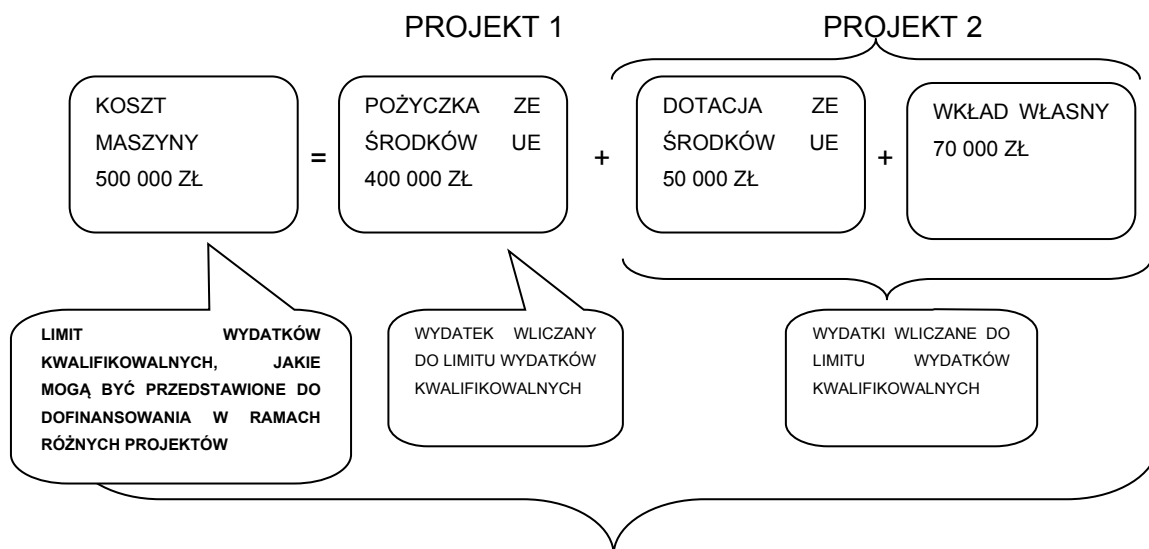 PROJEKT 1
PROJEKT 2
KOSZT
MASZYNY
500 000 ZŁ
=
POŻYCZKA ZE
ŚRODKÓW UE
400 000 ZŁ
+
DOTACJA ZE
ŚRODKÓW UE
50 000 ZŁ
+
WKŁAD WŁASNY
70 000 ZŁ
LIMIT WYDATKÓW
KWALIFIKOWALNYCH, JAKIE
MOGĄ BYĆ PRZEDSTAWIONE DO
DOFINANSOWANIA W RAMACH
RÓŻNYCH PROJEKTÓW
WYDATEK WLICZANY
DO LIMITU WYDATKÓW
KWALIFIKOWALNYCH
WYDATKI WLICZANE DO
LIMITU WYDATKÓW
KWALIFIKOWALNYCH